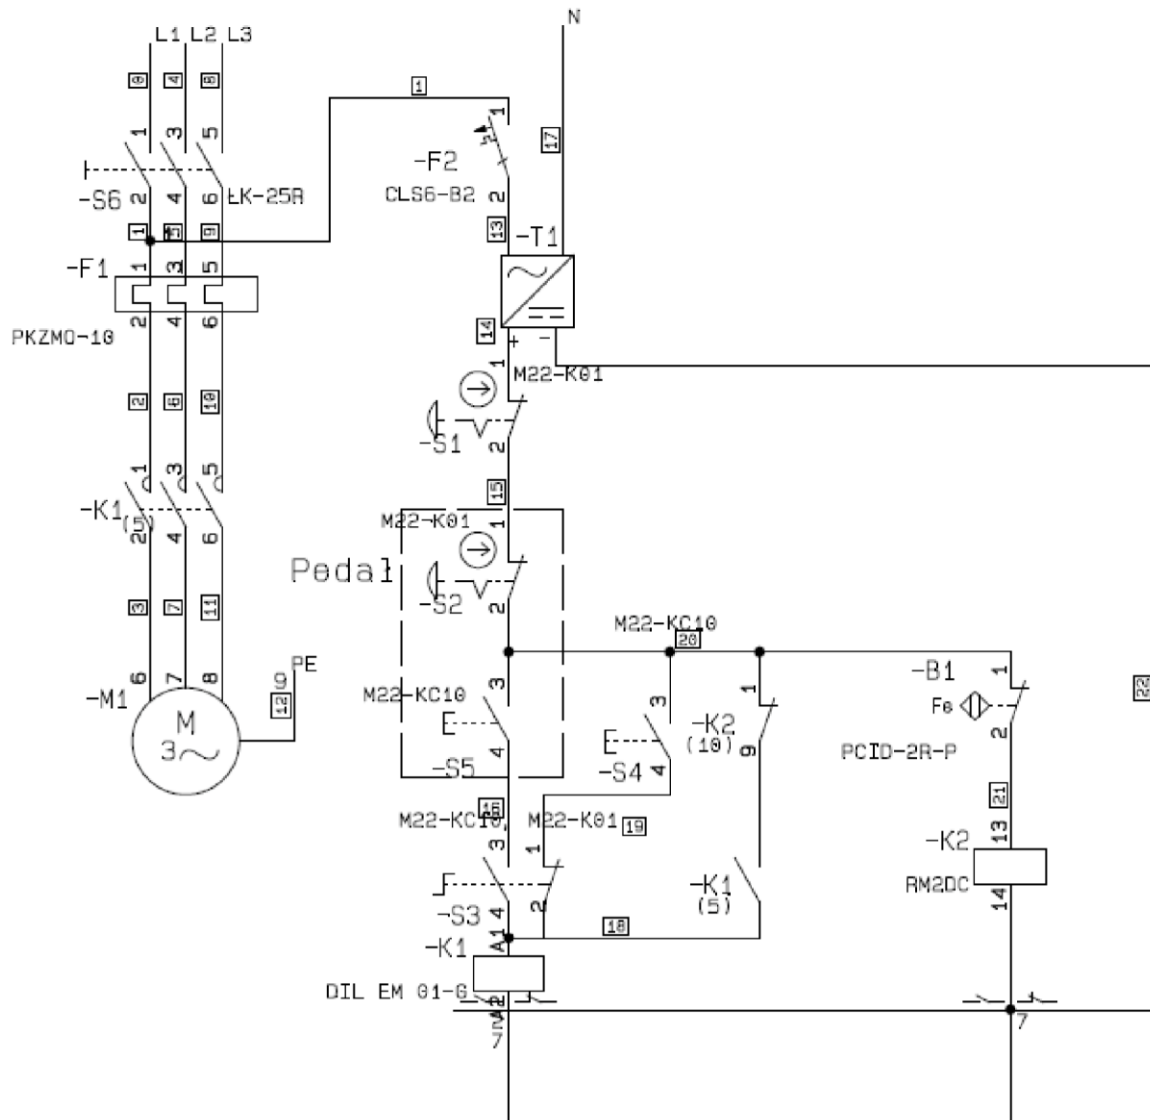 N
L1 L2 L3
0 4 8
1
1 3 5
1
17
-F2
-S6 2 4 6 ŁK-25R
CLS6-B2 2
1 5 9
13 -T1
-F1 1 3 5
2 4 6
PKZMO-10
14 + -
1 M22-K01
2 6 10
-S1 2
1 3 5
15
-K1 (5) 2 4 6
M22-K01 1
Pedal
-S2 2
3 7 11
M22-KC10
20
PE
-M1 6 7 8 9
12
M
3
M22-KC10 3
3
1
-B1 1
22
Fe
-K2
(10) 9
2
PCID-2R-P
-S5 4
-S4 4
21
16
M22-KC10 M22-K01 19
3 1
13
-K2
RM2DC
14
-K1
(5)
-S3 4 2
18
-K1 A1
DIL EM 01-G
A2
7
7